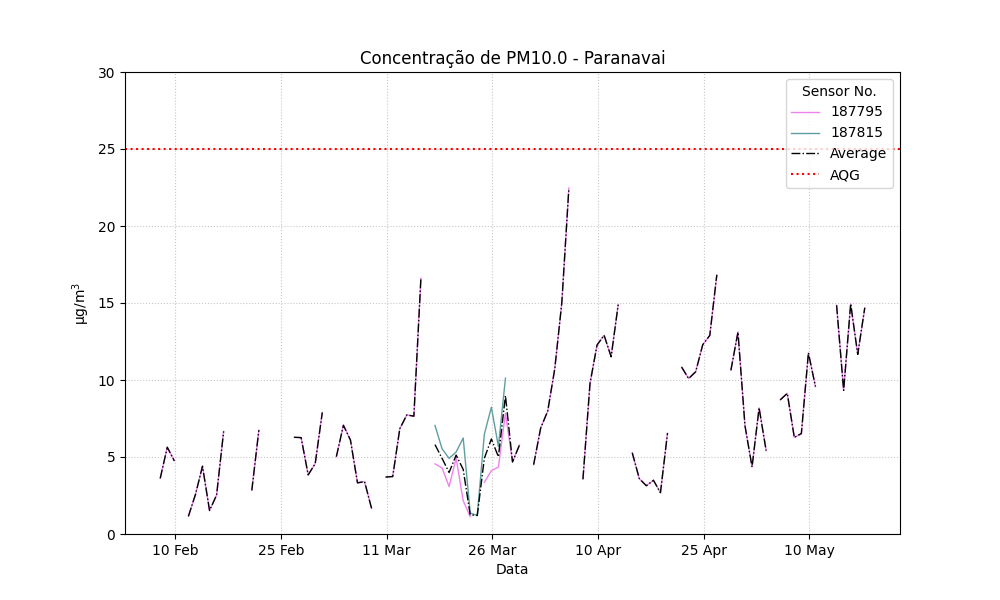 Concentração de PM10.0 - Paranavai
30
25
20
15
10
5
0
µg/m³
Sensor No.
187795
187815
Average
AQG
10 Feb
25 Feb
11 Mar
26 Mar
10 Apr
25 Apr
10 May
Data